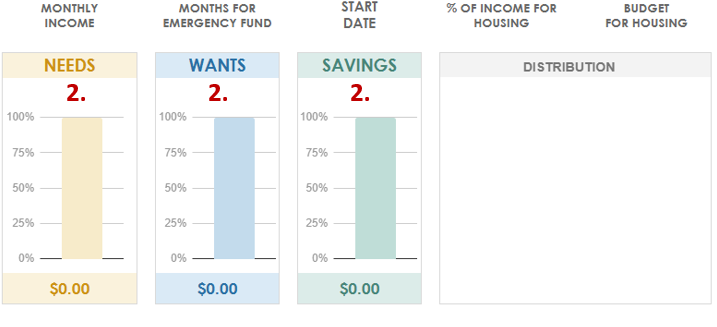 MONTHLY
INCOME
MONTHS FOR
EMERGENCY FUND
START
DATE
% OF INCOME FOR
HOUSING
BUDGET
FOR HOUSING
NEEDS
2.
100%
75%
50%
25%
0%
$0.00
WANTS
2.
100%
75%
50%
25%
0%
$0.00
SAVINGS
2.
100%
75%
50%
25%
0%
$0.00
DISTRIBUTION